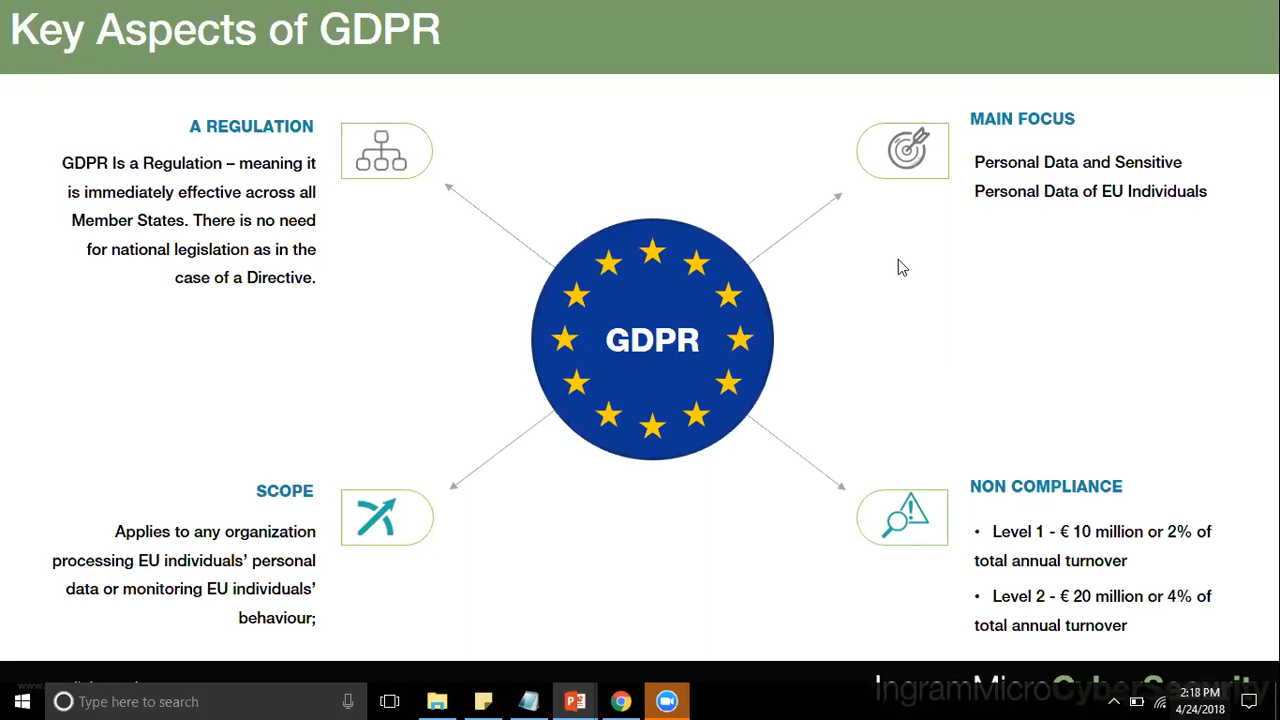 Key Aspects of GDPR
A REGULATION
GDPR Is a Regulation – meaning it
is immediately effective across all
Member States. There is no need
for national legislation as in the
case of a Directive.
MAIN FOCUS
Personal Data and Sensitive
Personal Data of EU Individuals
GDPR
SCOPE
Applies to any organization
processing EU individuals’ personal
data or monitoring EU individuals’
behaviour;
NON COMPLIANCE
• Level 1 - € 10 million or 2% of
total annual turnover
• Level 2 - € 20 million or 4% of
total annual turnover
IngramMicroCyberSecurity
Type here to search
2:18 PM
4/24/2018